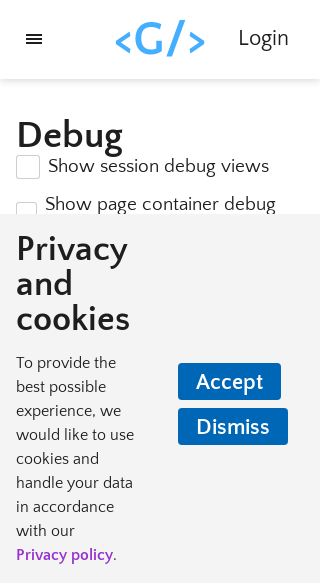 <G/>
Login
Debug
Show session debug views
Show page container debug
Privacy
and
cookies
To provide the
best possible
experience, we
would like to use
cookies and
handle your data
in accordance
with our
Privacy policy.
Accept
Dismiss